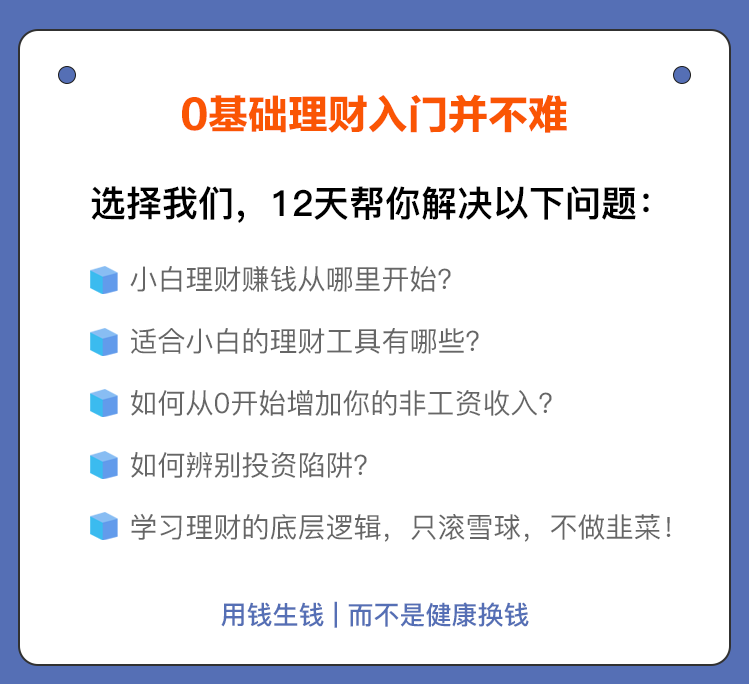 0基础理财入门并不难
选择我们，12天帮你解决以下问题：
小白理财赚钱从哪里开始？
适合小白的理财工具有哪些？
如何从0开始增加你的非工资收入？
如何辨别投资陷阱？
学习理财的底层逻辑，只滚雪球，不做韭菜！
用钱生钱 | 而不是健康换钱